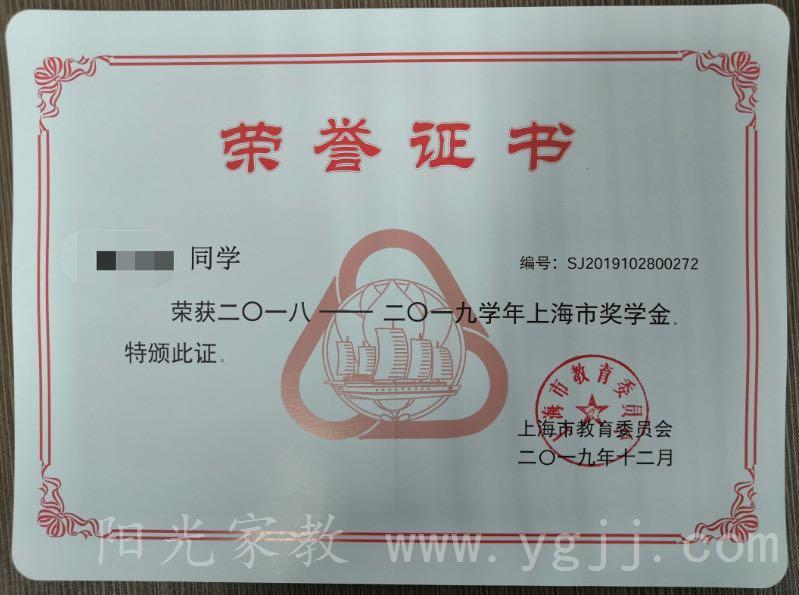 荣誉证书
同学
编号：SJ2019102800272
荣获二〇一八 —— 二〇一九学年上海市奖学金。
特颁此证。
上海市教育委员会
上海市教育委员会
二〇一九年十二月
阳光家教 www.ygjj.com